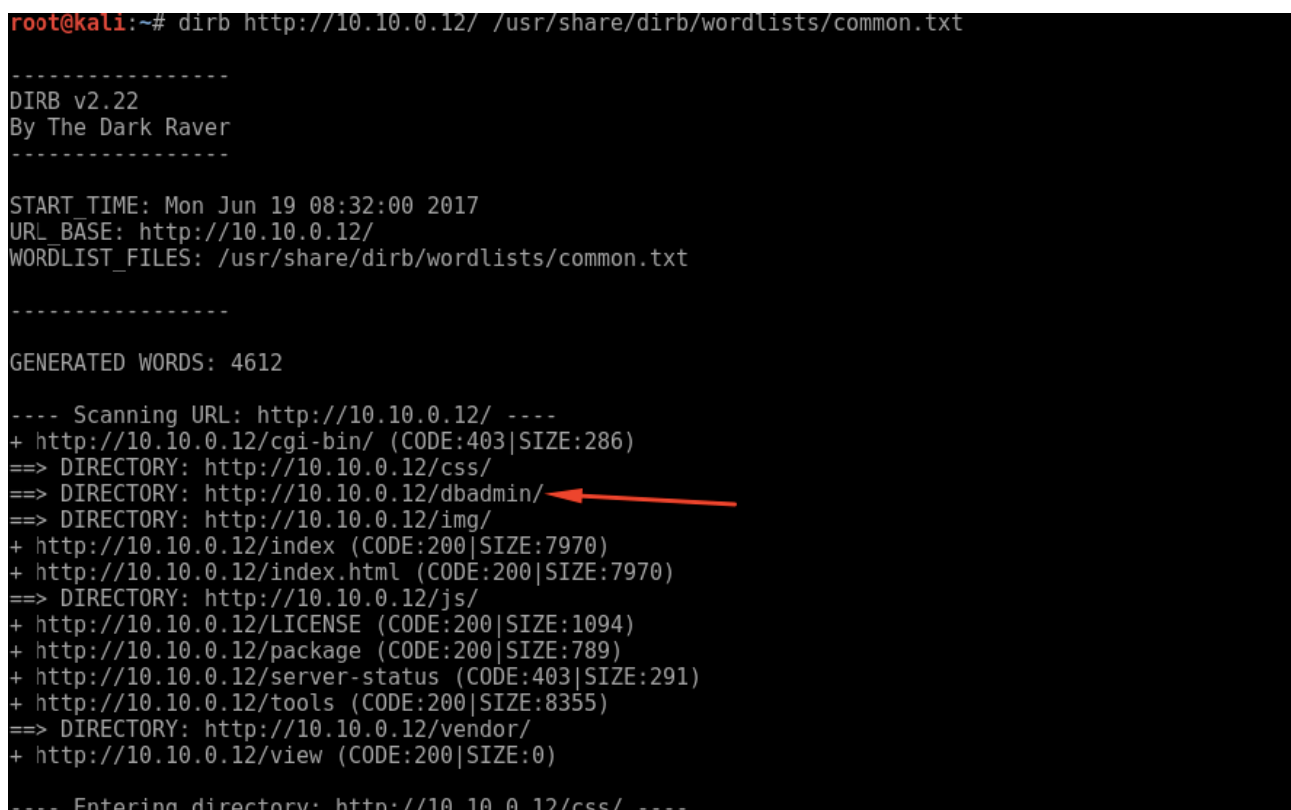 root@kali:~# dirb http://10.10.0.12/ /usr/share/dirb/wordlists/common.txt
-----------------
DIRB v2.22
By The Dark Raver
-----------------
START_TIME: Mon Jun 19 08:32:00 2017
URL_BASE: http://10.10.0.12/
WORDLIST_FILES: /usr/share/dirb/wordlists/common.txt
-----------------
GENERATED WORDS: 4612
---- Scanning URL: http://10.10.0.12/ ----
+ http://10.10.0.12/cgi-bin/ (CODE:403|SIZE:286)
==> DIRECTORY: http://10.10.0.12/css/
==> DIRECTORY: http://10.10.0.12/dbadmin/
==> DIRECTORY: http://10.10.0.12/img/
+ http://10.10.0.12/index (CODE:200|SIZE:7970)
+ http://10.10.0.12/index.html (CODE:200|SIZE:7970)
==> DIRECTORY: http://10.10.0.12/js/
+ http://10.10.0.12/LICENSE (CODE:200|SIZE:1094)
+ http://10.10.0.12/package (CODE:200|SIZE:789)
+ http://10.10.0.12/server-status (CODE:403|SIZE:291)
+ http://10.10.0.12/tools (CODE:200|SIZE:8355)
==> DIRECTORY: http://10.10.0.12/vendor/
+ http://10.10.0.12/view (CODE:200|SIZE:0)
---- Entering directory: http://10.10.0.12/css/ ----